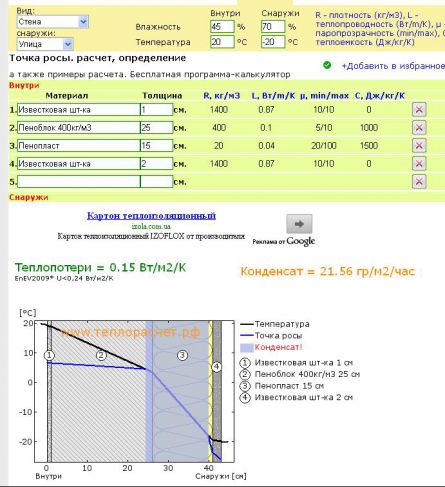 Вид:
Стена
снаружи:
Улица
Внутри Снаружи
Влажность 45 % 70 %
Температура 20 °C -20 °C
R - плотность (кг/м3), L -
теплопроводность (Вт/m/K), μ -
паропрозрачность (min/max), C
теплоемкость (Дж/кг/K)
Точка росы. расчет, определение
а также примеры расчета. Бесплатная программа-калькулятор
+Добавить в избранное
Внутри
Материал Толщина R, кг/м3 L, Вт/m/K μ, min/max C, Дж/кг/K
1. Известковая шт-ка 1 см. 1400 0.87 10/10 0
2. Пеноблок 400кг/м3 25 см. 400 0.1 5/10 1000
3. Пенопласт 15 см. 20 0.04 20/100 1500
4. Известковая шт-ка 2 см. 1400 0.87 10/10 0
5. см.
Снаружи
Картон теплоизоляционный
izola.com.ua
Картон теплоизоляционный IZOFLOX от производителя
Реклама от Google
Теплопотери = 0.15 Вт/м2/K
EnEV2009* U<0,24 Вт/м2/K
Конденсат = 21.56 гр/м2/час
[°C]
www.теплорасчет.рф
20
10
0
-10
-20
1 2 3 4
0 10 20 30 40
Внутри Снаружи [см]
Температура
Точка росы
Конденсат!
1 Известковая шт-ка 1 см
2 Пеноблок 400кг/м3 25 см
3 Пенопласт 15 см
4 Известковая шт-ка 2 см